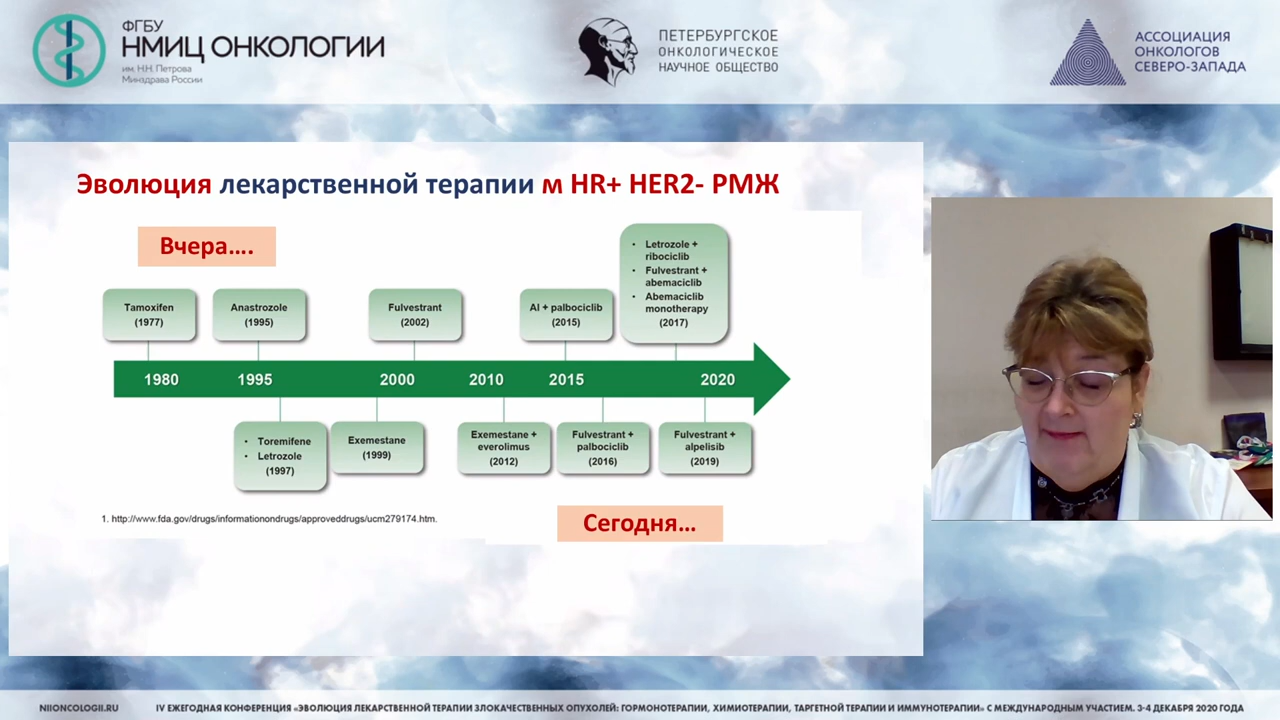 ФГБУ
НМИЦ ОНКОЛОГИИ
им. Н.Н. Петрова
Минздрава России
ПЕТЕРБУРГСКОЕ
ОНКОЛОГИЧЕСКОЕ
НАУЧНОЕ ОБЩЕСТВО
АССОЦИАЦИЯ
ОНКОЛОГОВ
СЕВЕРО-ЗАПАДА
Эволюция лекарственной терапии м HR+ HER2- РМЖ
Вчера….
Tamoxifen
(1977)
Anastrozole
(1995)
Fulvestrant
(2002)
AI + palbociclib
(2015)
• Letrozole +
ribociclib
• Fulvestrant +
abemaciclib
• Abemaciclib
monotherapy
(2017)
1980 1995 2000 2010 2015 2020
• Toremifene
• Letrozole
(1997)
Exemestane
(1999)
Exemestane +
everolimus
(2012)
Fulvestrant +
palbociclib
(2016)
Fulvestrant +
alpelisib
(2019)
1. http://www.fda.gov/drugs/informationondrugs/approveddrugs/ucm279174.htm.
Сегодня…
NIIONCOLOGII.RU
IV ЕЖЕГОДНАЯ КОНФЕРЕНЦИЯ «ЭВОЛЮЦИЯ ЛЕКАРСТВЕННОЙ ТЕРАПИИ ЗЛОКАЧЕСТВЕННЫХ ОПУХОЛЕЙ: ГОРМОНОТЕРАПИИ, ХИМИОТЕРАПИИ, ТАРГЕТНОЙ ТЕРАПИИ И ИММУНОТЕРАПИИ» С МЕЖДУНАРОДНЫМ УЧАСТИЕМ. 3-4 ДЕКАБРЯ 2020 ГОДА